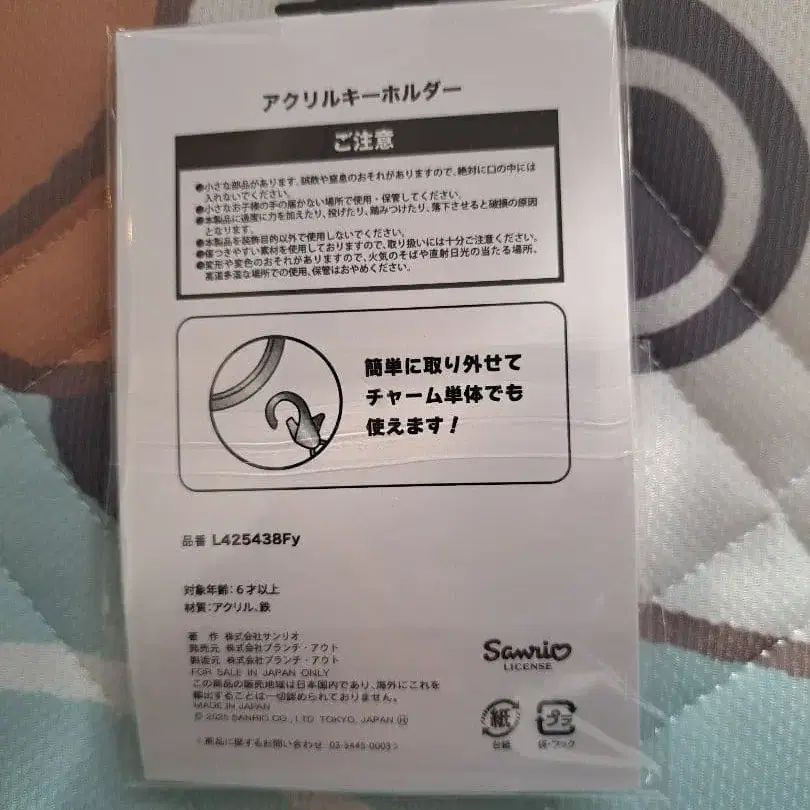 アクリルキーホルダー
ご注意
●小さな部品があります。誤飲や窒息のおそれがありますので、絶対に口の中には
入れないでください。
●小さなお子様の手の届かない場所で使用・保管してください。
●本製品に過度に力を加えたり、投げたり、踏みつけたり、落下させると破損の原因
となります。
●本製品を装飾目的以外で使用しないでください。
●傷つきやすい素材を使用しておりますので、取り扱いには十分ご注意ください。
●変形や変色のおそれがありますので、火気のそばや直射日光の当たる場所、
高温多湿な場所での使用、保管はおやめください。
簡単に取り外せて
チャーム単体でも
使えます!
品番 L425438Fy
対象年齢:6才以上
材質:アクリル、鉄
著 作 株式会社サンリオ
発売元 株式会社ブランチ・アウト
製造元 株式会社ブランチ・アウト
FOR SALE IN JAPAN ONLY
この商品の販売地域は日本国内であり、海外にこれを
輸出することは一切認められておりません。
MADE IN JAPAN
© 2025 SANRIO CO., LTD. TOKYO, JAPAN Ⓗ
<商品に関するお問い合わせ 03-5445-0003>
Sanrio
LICENSE
紙
台紙
プラ
袋・フック